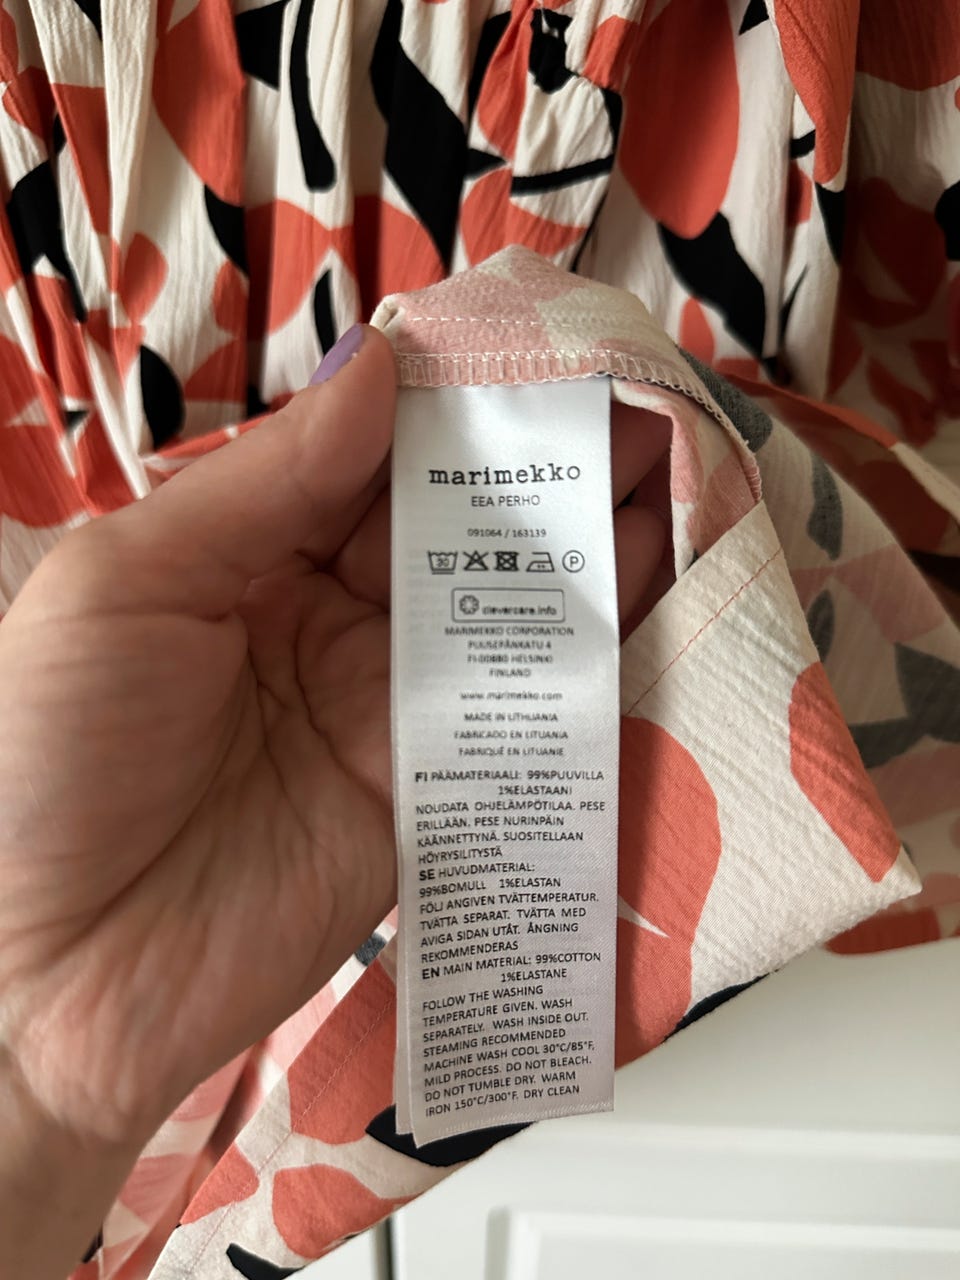 marimekko
EEA PERHO
091064 / 163139
30 P
clevercare.info
MARIMEKKO CORPORATION
PUUSEPÄNKATU 4
FI-00880 HELSINKI
FINLAND
www.marimekko.com
MADE IN LITHUANIA
FABRICADO EN LITUANIA
FABRIQUÉ EN LITUANIE
FI PÄÄMATERIAALI: 99%PUUVILLA
1%ELASTAANI
NOUDATA OHJELÄMPÖTILAA. PESE
ERILLÄÄN. PESE NURINPÄIN
KÄÄNNETTYNÄ. SUOSITELLAAN
HÖYRYSILITYSTÄ
SE HUVUDMATERIAL:
99%BOMULL 1%ELASTAN
FÖLJ ANGIVEN TVÄTTEMPERATUR.
TVÄTTA SEPARAT. TVÄTTA MED
AVIGA SIDAN UTÅT. ÅNGNING
REKOMMENDERAS
EN MAIN MATERIAL: 99%COTTON
1%ELASTANE
FOLLOW THE WASHING
TEMPERATURE GIVEN. WASH
SEPARATELY. WASH INSIDE OUT.
STEAMING RECOMMENDED
MACHINE WASH COOL 30°C/85°F,
MILD PROCESS. DO NOT BLEACH.
DO NOT TUMBLE DRY. WARM
IRON 150°C/300°F. DRY CLEAN